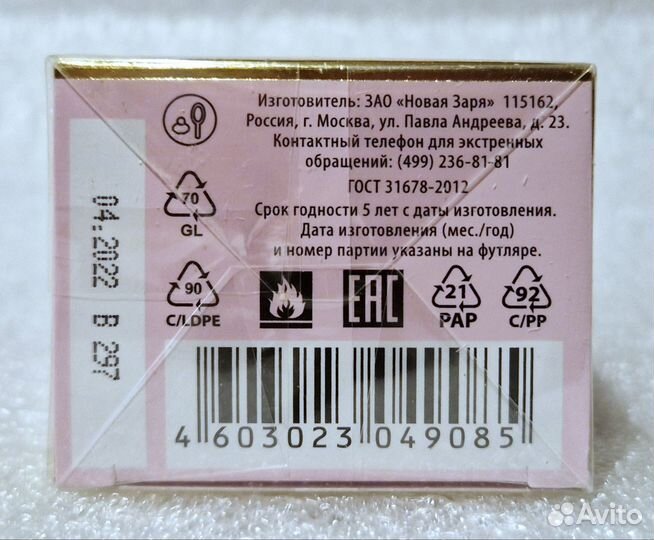 Изготовитель: ЗАО «Новая Заря» 115162,
Россия, г. Москва, ул. Павла Андреева, д. 23.
Контактный телефон для экстренных
обращений: (499) 236-81-81
ГОСТ 31678-2012
Срок годности 5 лет с даты изготовления.
Дата изготовления (мес./год)
и номер партии указаны на футляре.
04.2022 В 297
70
GL
90
C/LDPE
EAC
21
PAP
92
C/PP
4 603023 049085
Avito